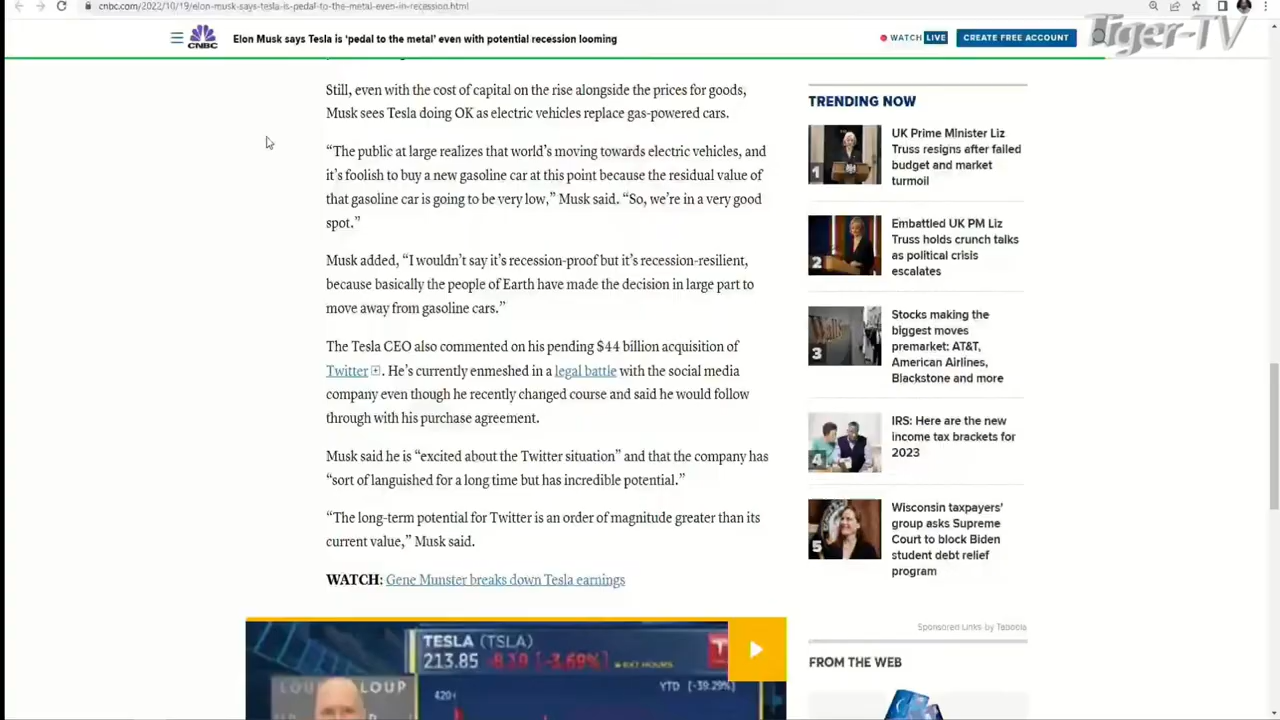 cnbc.com/2022/10/19/elon-musk-says-tesla-is-pedal-to-the-metal-even-in-recession.html
CNBC
Elon Musk says Tesla is 'pedal to the metal' even with potential recession looming
WATCH LIVE
CREATE FREE ACCOUNT
Tiger-TV
Still, even with the cost of capital on the rise alongside the prices for goods,
Musk sees Tesla doing OK as electric vehicles replace gas-powered cars.
“The public at large realizes that world’s moving towards electric vehicles, and
it’s foolish to buy a new gasoline car at this point because the residual value of
that gasoline car is going to be very low,” Musk said. “So, we’re in a very good
spot.”
Musk added, “I wouldn’t say it’s recession-proof but it’s recession-resilient,
because basically the people of Earth have made the decision in large part to
move away from gasoline cars.”
The Tesla CEO also commented on his pending $44 billion acquisition of
Twitter. He’s currently enmeshed in a legal battle with the social media
company even though he recently changed course and said he would follow
through with his purchase agreement.
Musk said he is “excited about the Twitter situation” and that the company has
“sort of languished for a long time but has incredible potential.”
“The long-term potential for Twitter is an order of magnitude greater than its
current value,” Musk said.
WATCH: Gene Munster breaks down Tesla earnings
TESLA (TSLA)
213.85 -8.19 [-3.69%] EXT HOURS
YTD [-39.29%]
420
LOUP
TRENDING NOW
1
UK Prime Minister Liz
Truss resigns after failed
budget and market
turmoil
2
Embattled UK PM Liz
Truss holds crunch talks
as political crisis
escalates
3
Stocks making the
biggest moves
premarket: AT&T,
American Airlines,
Blackstone and more
4
IRS: Here are the new
income tax brackets for
2023
5
Wisconsin taxpayers'
group asks Supreme
Court to block Biden
student debt relief
program
Sponsored Links by Taboola
FROM THE WEB